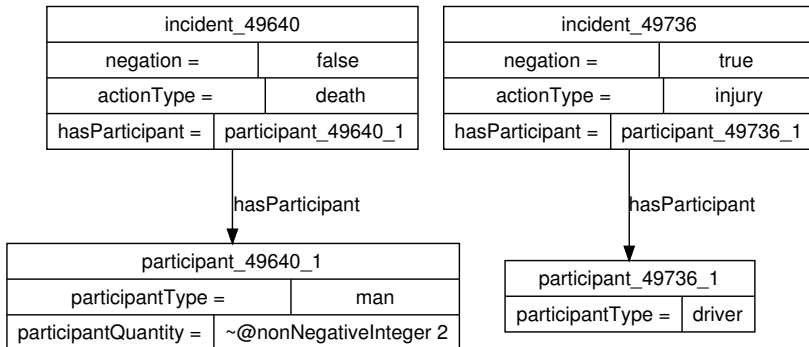 incident_49640
negation = false
actionType = death
hasParticipant = participant_49640_1
incident_49736
negation = true
actionType = injury
hasParticipant = participant_49736_1
hasParticipant
hasParticipant
participant_49640_1
participantType = man
participantQuantity = ~@nonNegativeInteger 2
participant_49736_1
participantType = driver